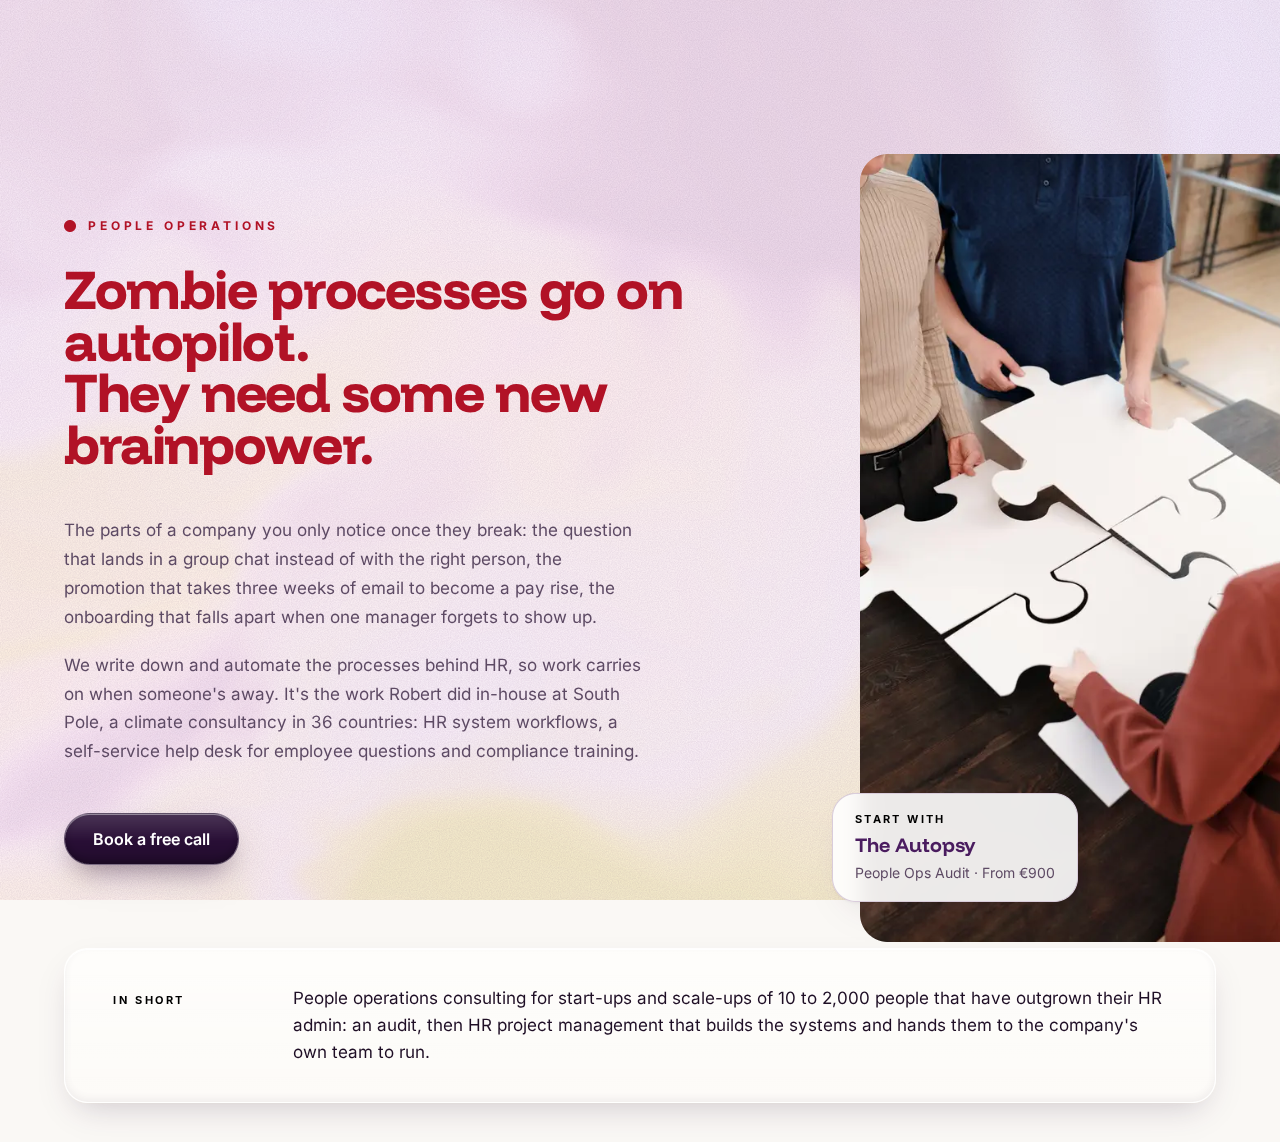 PEOPLE OPERATIONS
Zombie processes go on
autopilot.
They need some new
brainpower.
The parts of a company you only notice once they break: the question
that lands in a group chat instead of with the right person, the
promotion that takes three weeks of email to become a pay rise, the
onboarding that falls apart when one manager forgets to show up.
We write down and automate the processes behind HR, so work carries
on when someone's away. It's the work Robert did in-house at South
Pole, a climate consultancy in 36 countries: HR system workflows, a
self-service help desk for employee questions and compliance training.
Book a free call
START WITH
The Autopsy
People Ops Audit · From €900
IN SHORT
People operations consulting for start-ups and scale-ups of 10 to 2,000 people that have outgrown their HR
admin: an audit, then HR project management that builds the systems and hands them to the company's
own team to run.